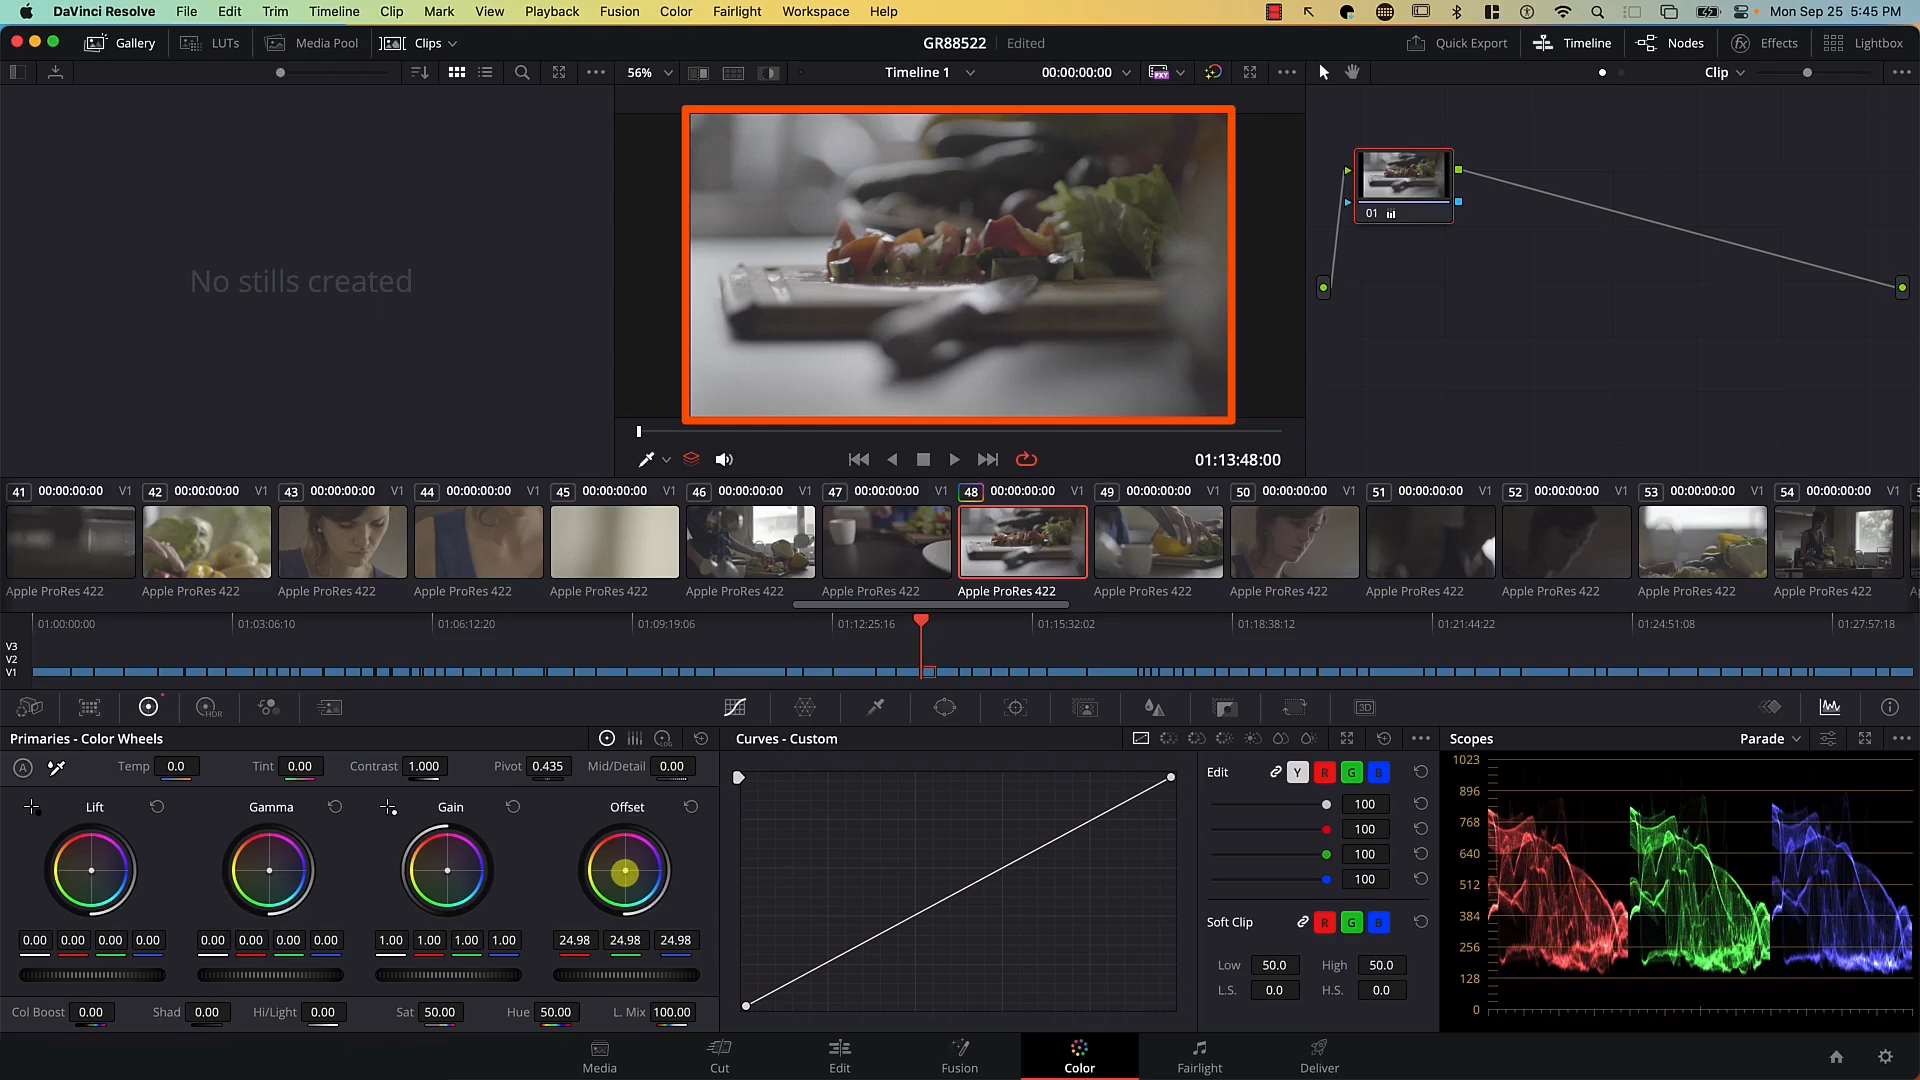 DaVinci Resolve File Edit Trim Timeline Clip Mark View Playback Fusion Color Fairlight Workspace Help Mon Sep 25 5:45 PM
Gallery LUTs Media Pool Clips GR88522 Edited Quick Export Timeline Nodes Effects Lightbox
56% Timeline 1 00:00:00:00 Clip
No stills created
01
01:13:48:00
41 00:00:00:00 V1 42 00:00:00:00 V1 43 00:00:00:00 V1 44 00:00:00:00 V1 45 00:00:00:00 V1 46 00:00:00:00 V1 47 00:00:00:00 V1 48 00:00:00:00 V1 49 00:00:00:00 V1 50 00:00:00:00 V1 51 00:00:00:00 V1 52 00:00:00:00 V1 53 00:00:00:00 V1 54 00:00:00:00 V1
Apple ProRes 422 Apple ProRes 422 Apple ProRes 422 Apple ProRes 422 Apple ProRes 422 Apple ProRes 422 Apple ProRes 422 Apple ProRes 422 Apple ProRes 422 Apple ProRes 422 Apple ProRes 422 Apple ProRes 422 Apple ProRes 422 Apple ProRes 422
01:00:00:00 01:03:06:10 01:06:12:20 01:09:19:06 01:12:25:16 01:15:32:02 01:18:38:12 01:21:44:22 01:24:51:08 01:27:57:18
V3
V2
V1
HDR 3D
Primaries - Color Wheels LOG Curves - Custom Scopes Parade
A Temp 0.0 Tint 0.00 Contrast 1.000 Pivot 0.435 Mid/Detail 0.00
Lift Gamma Gain Offset
0.00 0.00 0.00 0.00 0.00 0.00 0.00 0.00 1.00 1.00 1.00 1.00 24.98 24.98 24.98
Col Boost 0.00 Shad 0.00 Hi/Light 0.00 Sat 50.00 Hue 50.00 L. Mix 100.00
Edit Y R G B
100
100
100
100
Soft Clip R G B
Low 50.0 High 50.0
L.S. 0.0 H.S. 0.0
1023
896
768
640
512
384
256
128
0
Media Cut Edit Fusion Color Fairlight Deliver